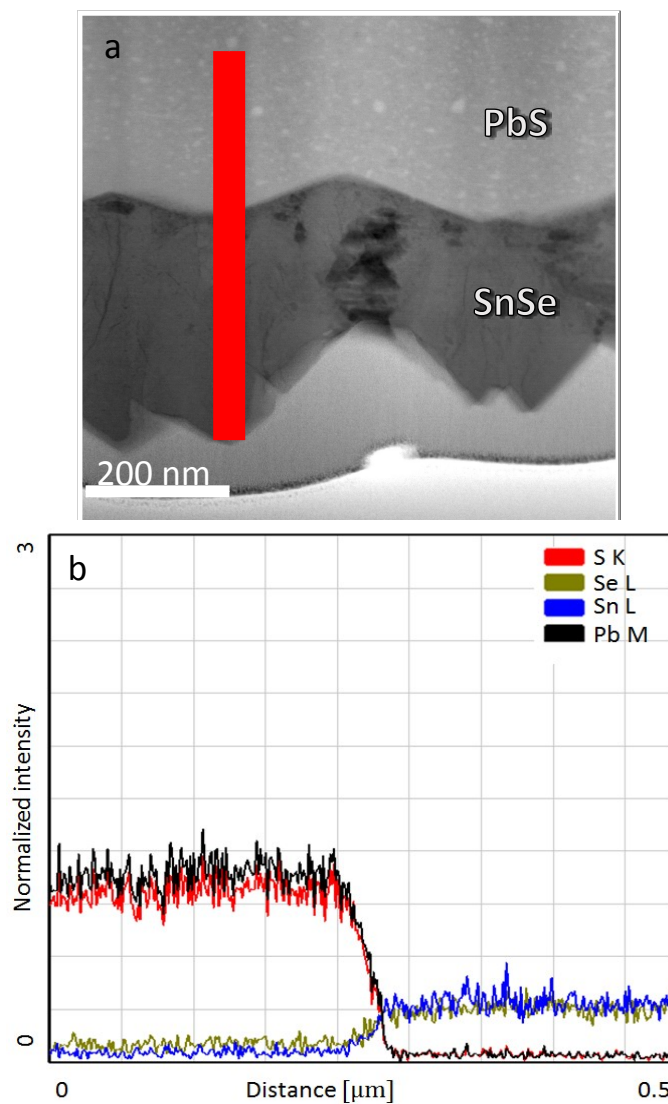 a
PbS
SnSe
200 nm
b
3
S K
Se L
Sn L
Pb M
Normalized intensity
0
0
Distance [μm]
0.5